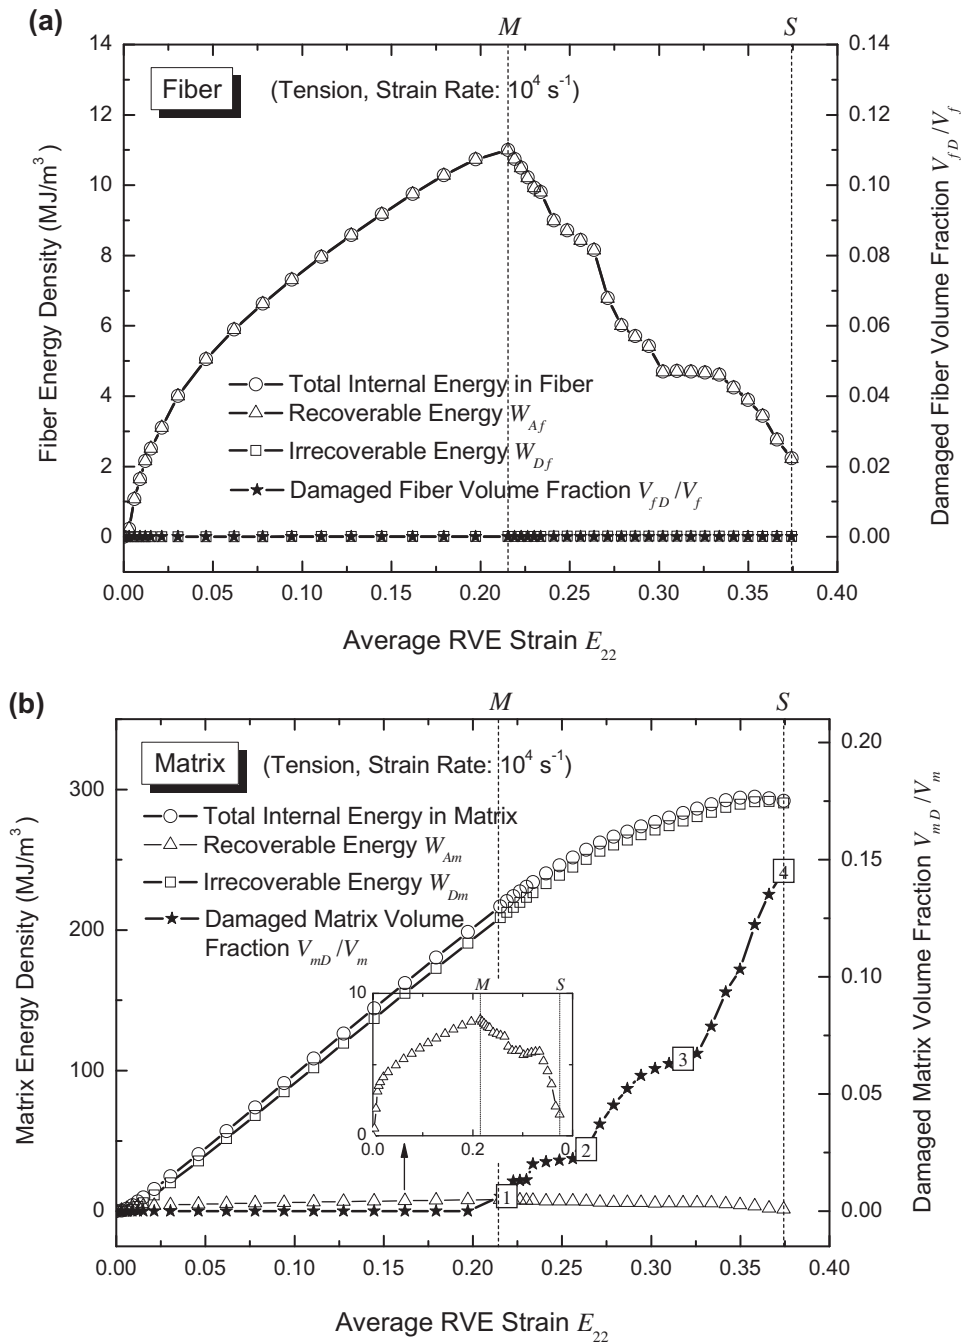 (a)
M
S
14
12
10
8
6
4
2
0
Fiber Energy Density (MJ/m³)
Fiber
(Tension, Strain Rate: 10⁴ s⁻¹)
Total Internal Energy in Fiber
Recoverable Energy W_Af
Irrecoverable Energy W_Df
Damaged Fiber Volume Fraction V_fD/V_f
0.14
0.12
0.10
0.08
0.06
0.04
0.02
0.00
Damaged Fiber Volume Fraction V_fD/V_f
0.00 0.05 0.10 0.15 0.20 0.25 0.30 0.35 0.40
Average RVE Strain E₂₂
(b)
M
S
300
200
100
0
Matrix Energy Density (MJ/m³)
Matrix
(Tension, Strain Rate: 10⁴ s⁻¹)
Total Internal Energy in Matrix
Recoverable Energy W_Am
Irrecoverable Energy W_Dm
Damaged Matrix Volume
Fraction V_mD/V_m
10
0
M
S
0.0 0.2 0.
1
2
3
4
0.20
0.15
0.10
0.05
0.00
Damaged Matrix Volume Fraction V_mD/V_m
0.00 0.05 0.10 0.15 0.20 0.25 0.30 0.35 0.40
Average RVE Strain E₂₂